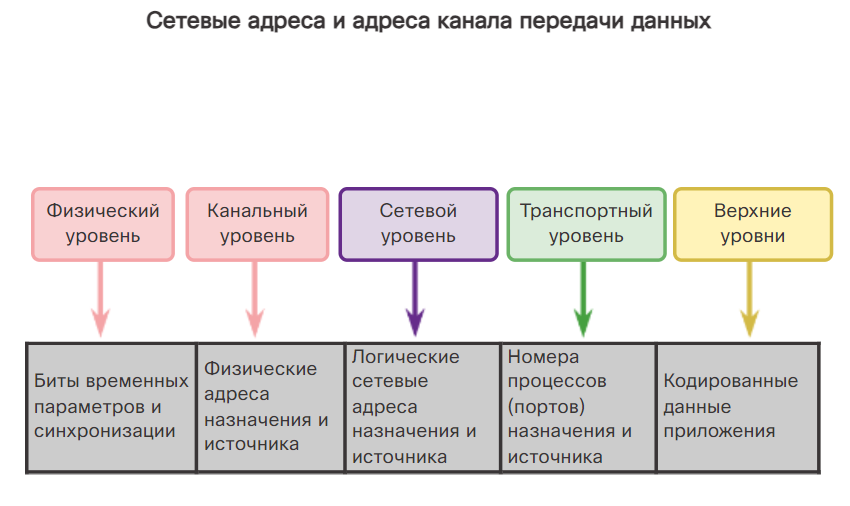 Сетевые адреса и адреса канала передачи данных
Физический
уровень
Канальный
уровень
Сетевой
уровень
Транспортный
уровень
Верхние
уровни
Биты временных
параметров и
синхронизации
Физические
адреса
назначения и
источника
Логические
сетевые
адреса
назначения и
источника
Номера
процессов
(портов)
назначения и
источника
Кодированные
данные
приложения